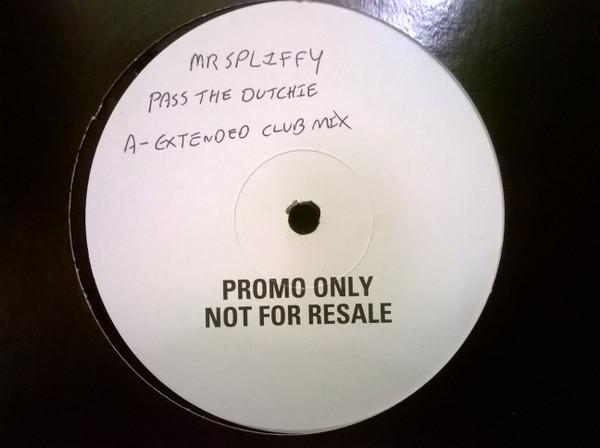 MR SPLIFFY
PASS THE DUTCHIE
A-EXTENDED CLUB MIX
PROMO ONLY
NOT FOR RESALE